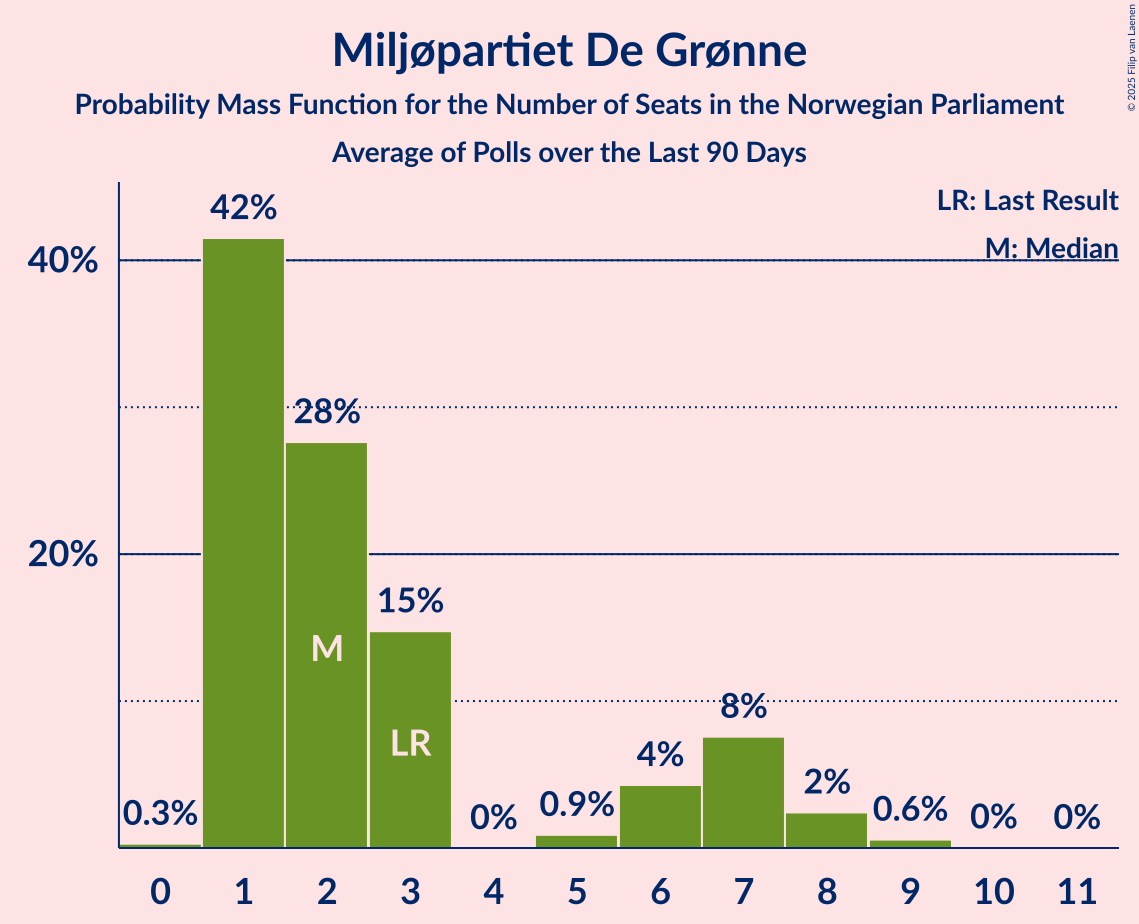 Miljøpartiet De Grønne
Probability Mass Function for the Number of Seats in the Norwegian Parliament
Average of Polls over the Last 90 Days
© 2025 Filip van Laenen
LR: Last Result
M: Median
40%
20%
0.3%
42%
28%
15%
0%
0.9%
4%
8%
2%
0.6%
0%
0%
M
LR
0 1 2 3 4 5 6 7 8 9 10 11